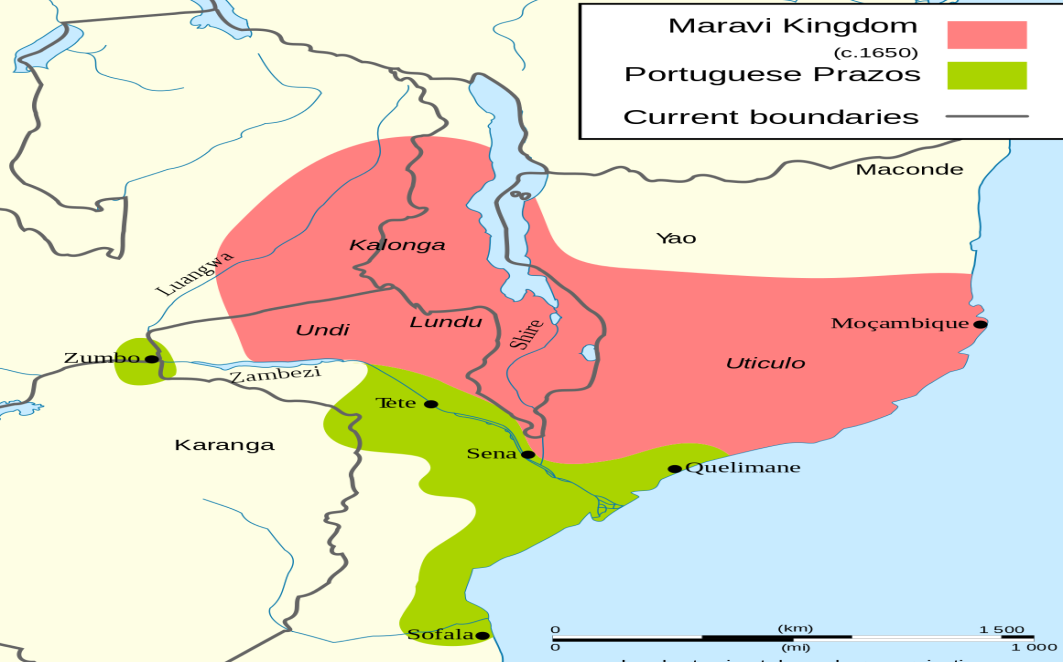 Maravi Kingdom
(c.1650)
Portuguese Prazos
Current boundaries
Maconde
Yao
Kalonga
Luangwa
Moçambique
Undi
Lundu
Shire
Uticulo
Zumbo
Zambezi
Tete
Karanga
Sena
Quelimane
Sofala
0 (km) 1 500
0 (mi) 1 000